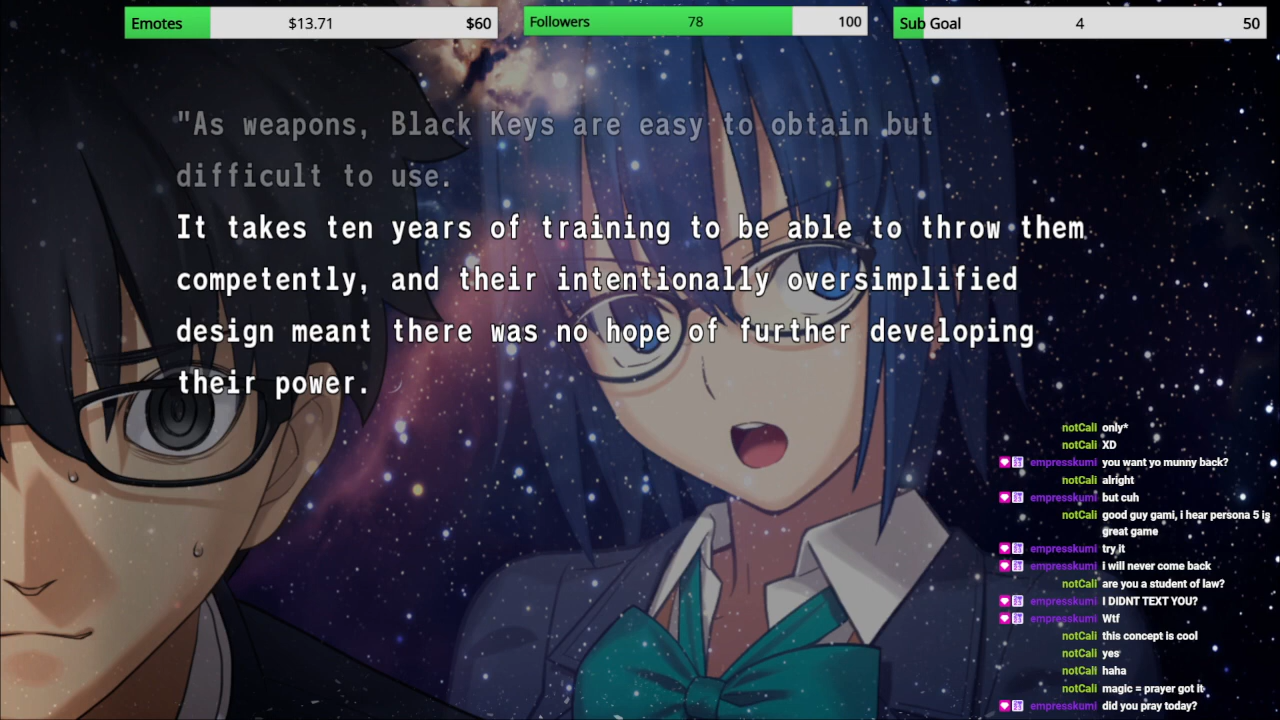 Emotes $13.71 $60
Followers 78 100
Sub Goal 4 50
"As weapons, Black Keys are easy to obtain but
difficult to use.
It takes ten years of training to be able to throw them
competently, and their intentionally oversimplified
design meant there was no hope of further developing
their power.
notCali only*
notCali XD
empresskumi you want yo munny back?
notCali alright
empresskumi but cuh
notCali good guy gami, i hear persona 5 is
great game
empresskumi try it
empresskumi i will never come back
notCali are you a student of law?
empresskumi I DIDNT TEXT YOU?
empresskumi Wtf
notCali this concept is cool
notCali yes
notCali haha
notCali magic = prayer got it
empresskumi did you pray today?